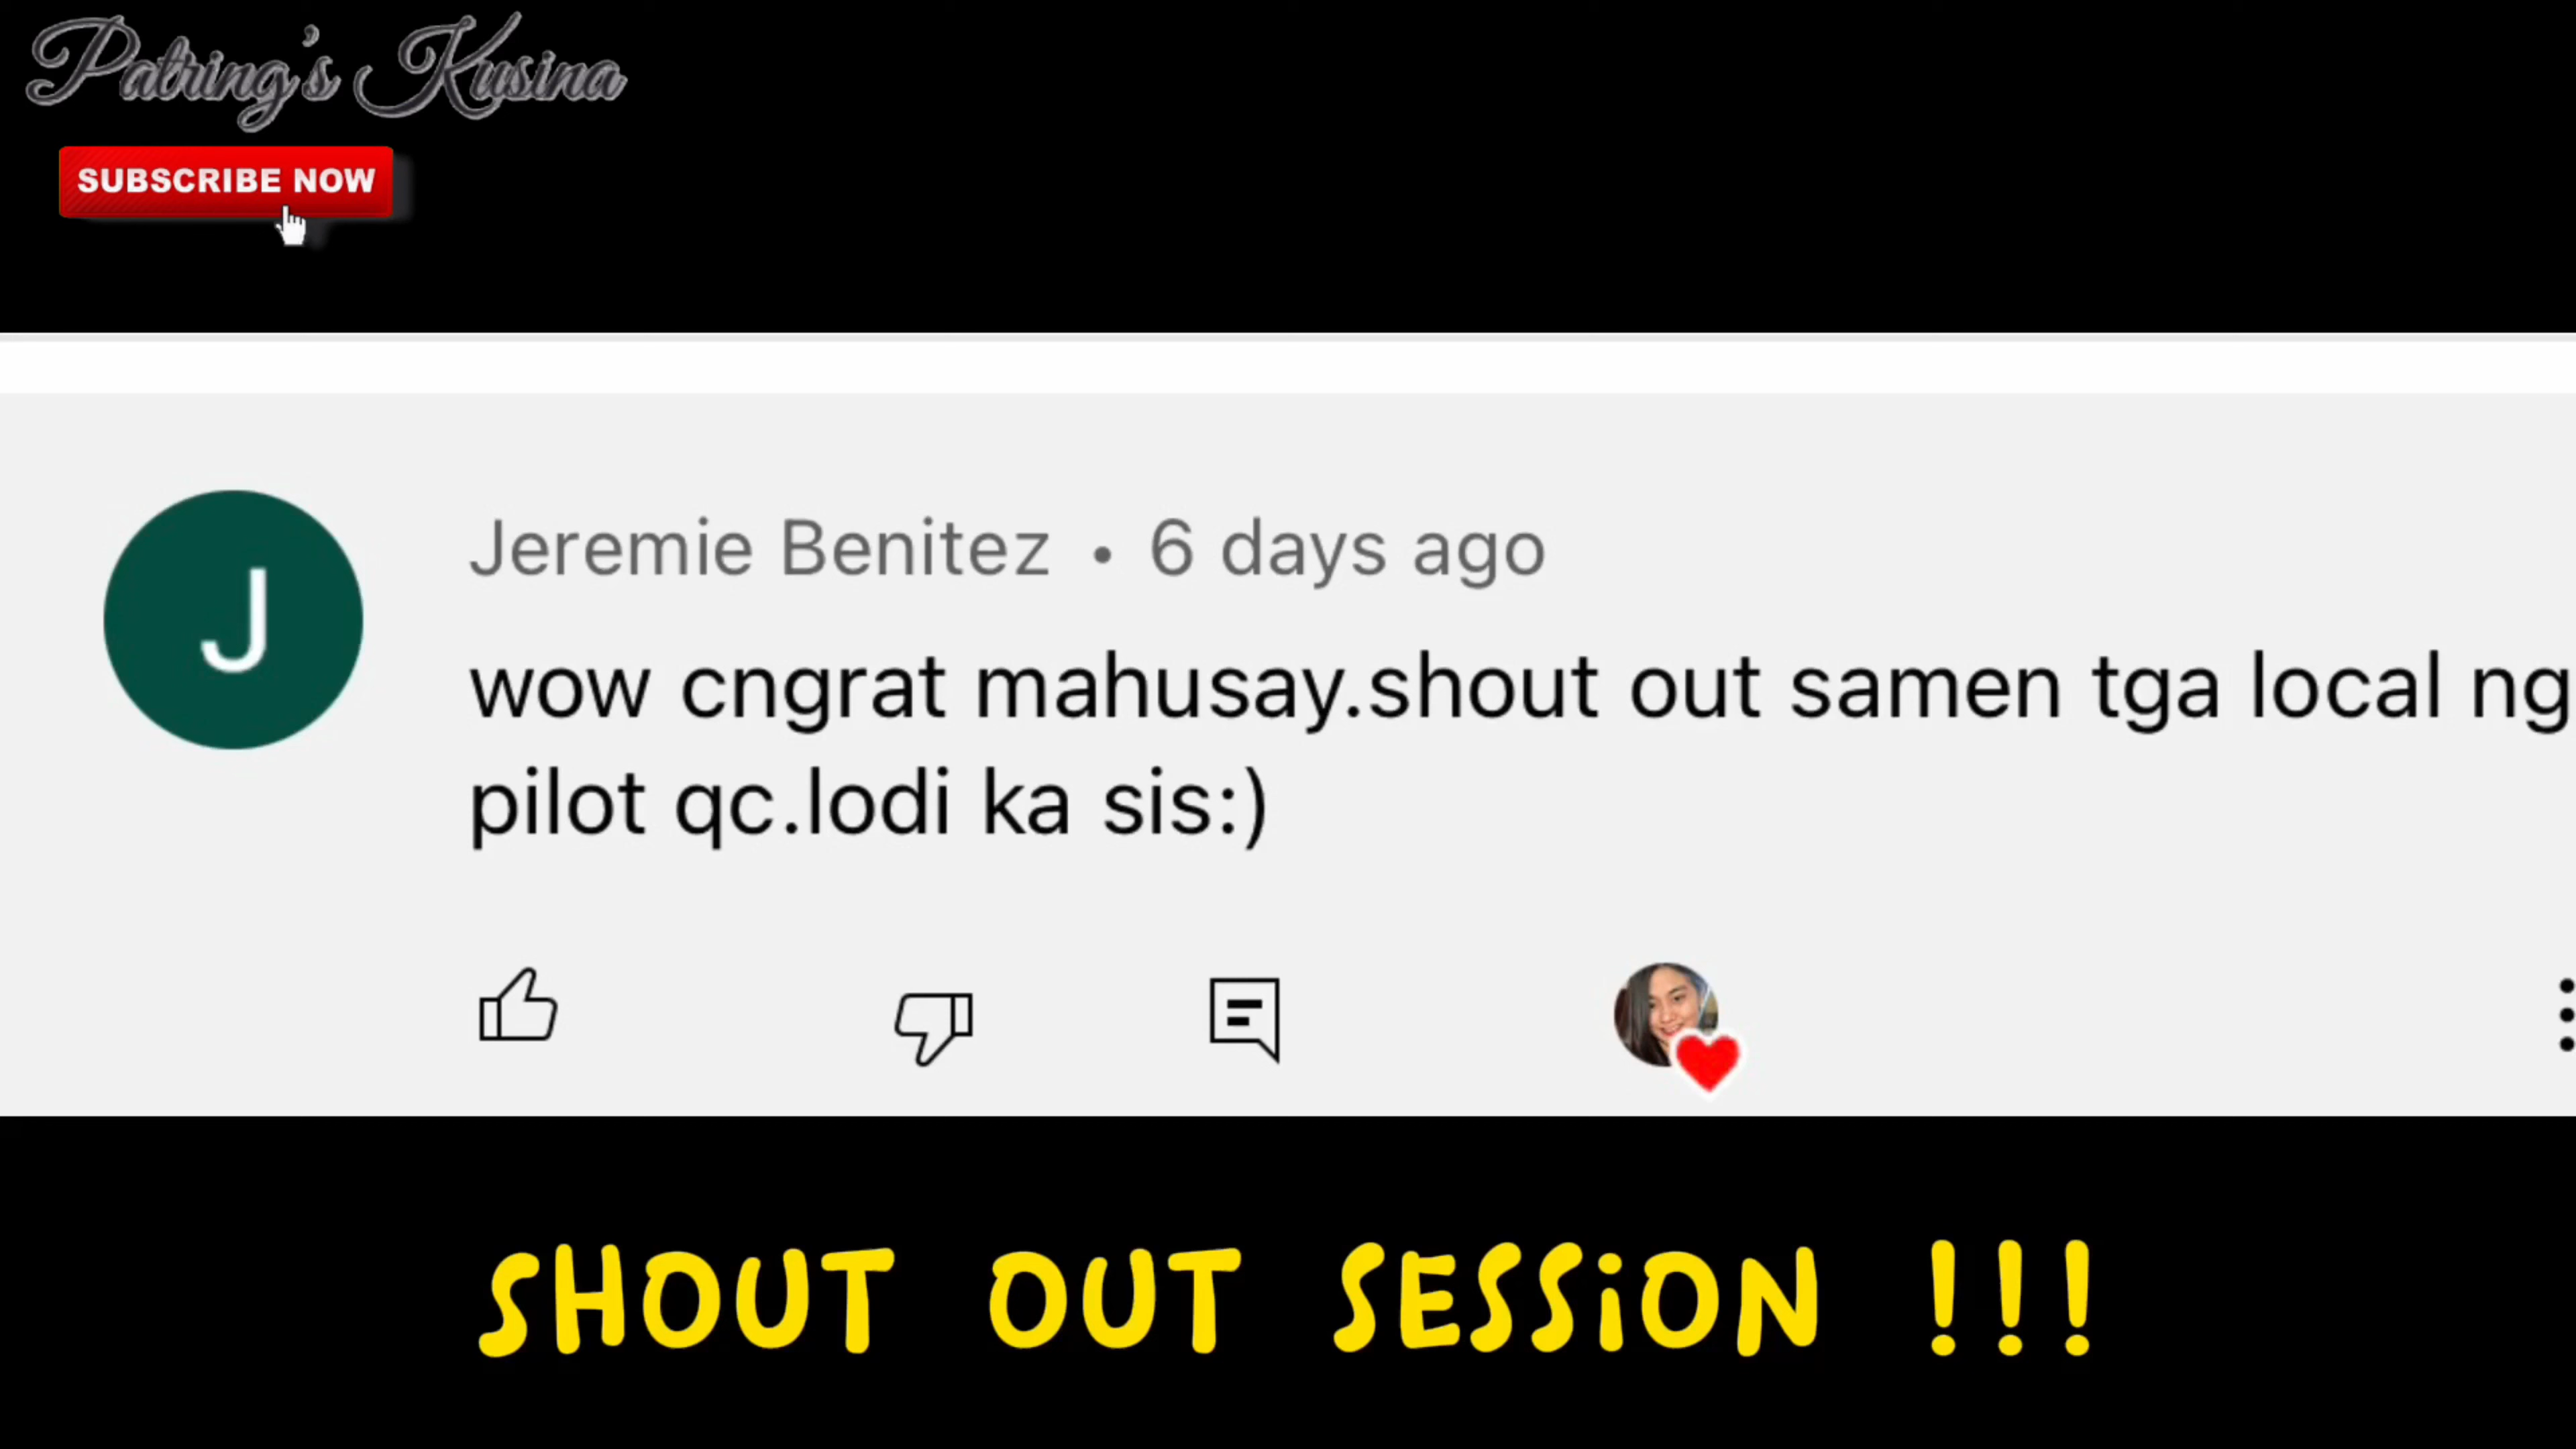 Patring's Kusina
SUBSCRIBE NOW
J
Jeremie Benitez • 6 days ago
wow cngrat mahusay.shout out samen tga local ng
pilot qc.lodi ka sis:)
SHOUT OUT SESSiON !!!